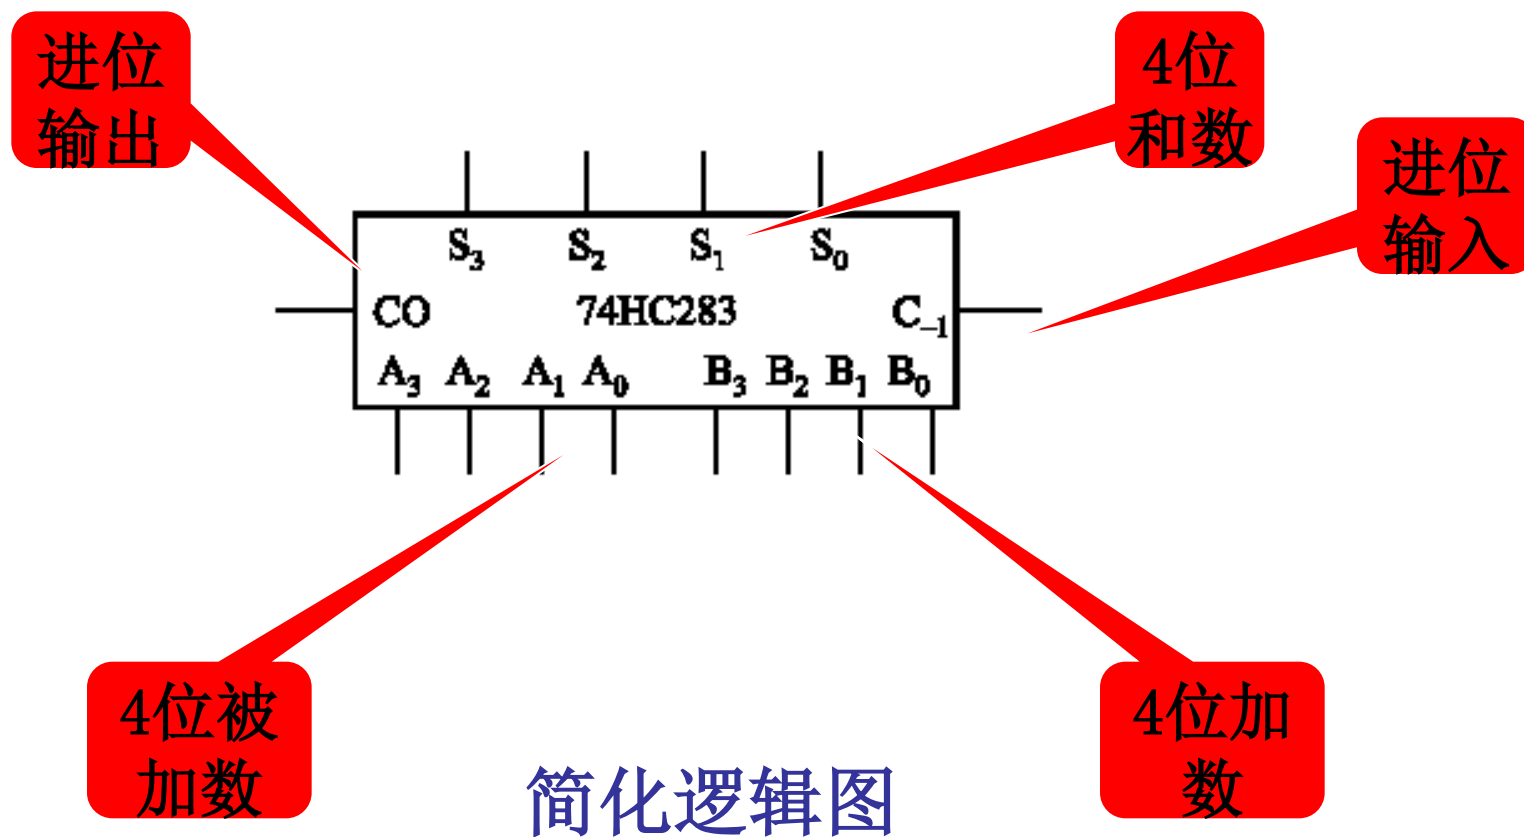 进位
输出
4位
和数
进位
输入
S3 S2 S1 S0
CO 74HC283 C–1
A3 A2 A1 A0 B3 B2 B1 B0
4位被
加数
4位加
数
简化逻辑图